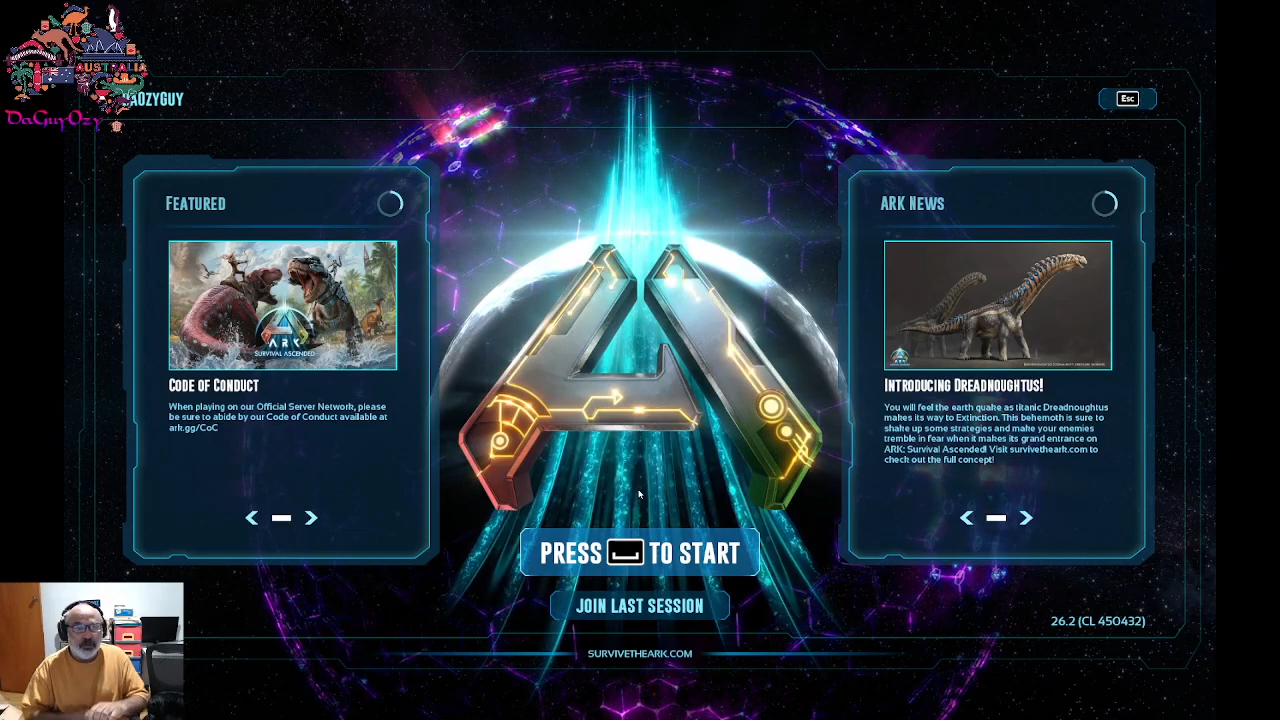 AUSTRALIA
DaGuyOzy
DAOZYGUY
Esc
FEATURED
ARK
SURVIVAL ASCENDED
CODE OF CONDUCT
When playing on our Official Server Network, please
be sure to abide by our Code of Conduct available at
ark.gg/CoC
PRESS TO START
JOIN LAST SESSION
SURVIVETHEARK.COM
ARK NEWS
INTRODUCING DREADNOUGHTUS!
You will feel the earth quake as titanic Dreadnoughtus
makes its way to Extinction. This behemoth is sure to
shake up some strategies and make your enemies
tremble in fear when it makes its grand entrance on
ARK: Survival Ascended! Visit survivetheark.com to
check out the full concept!
26.2 (CL 450432)